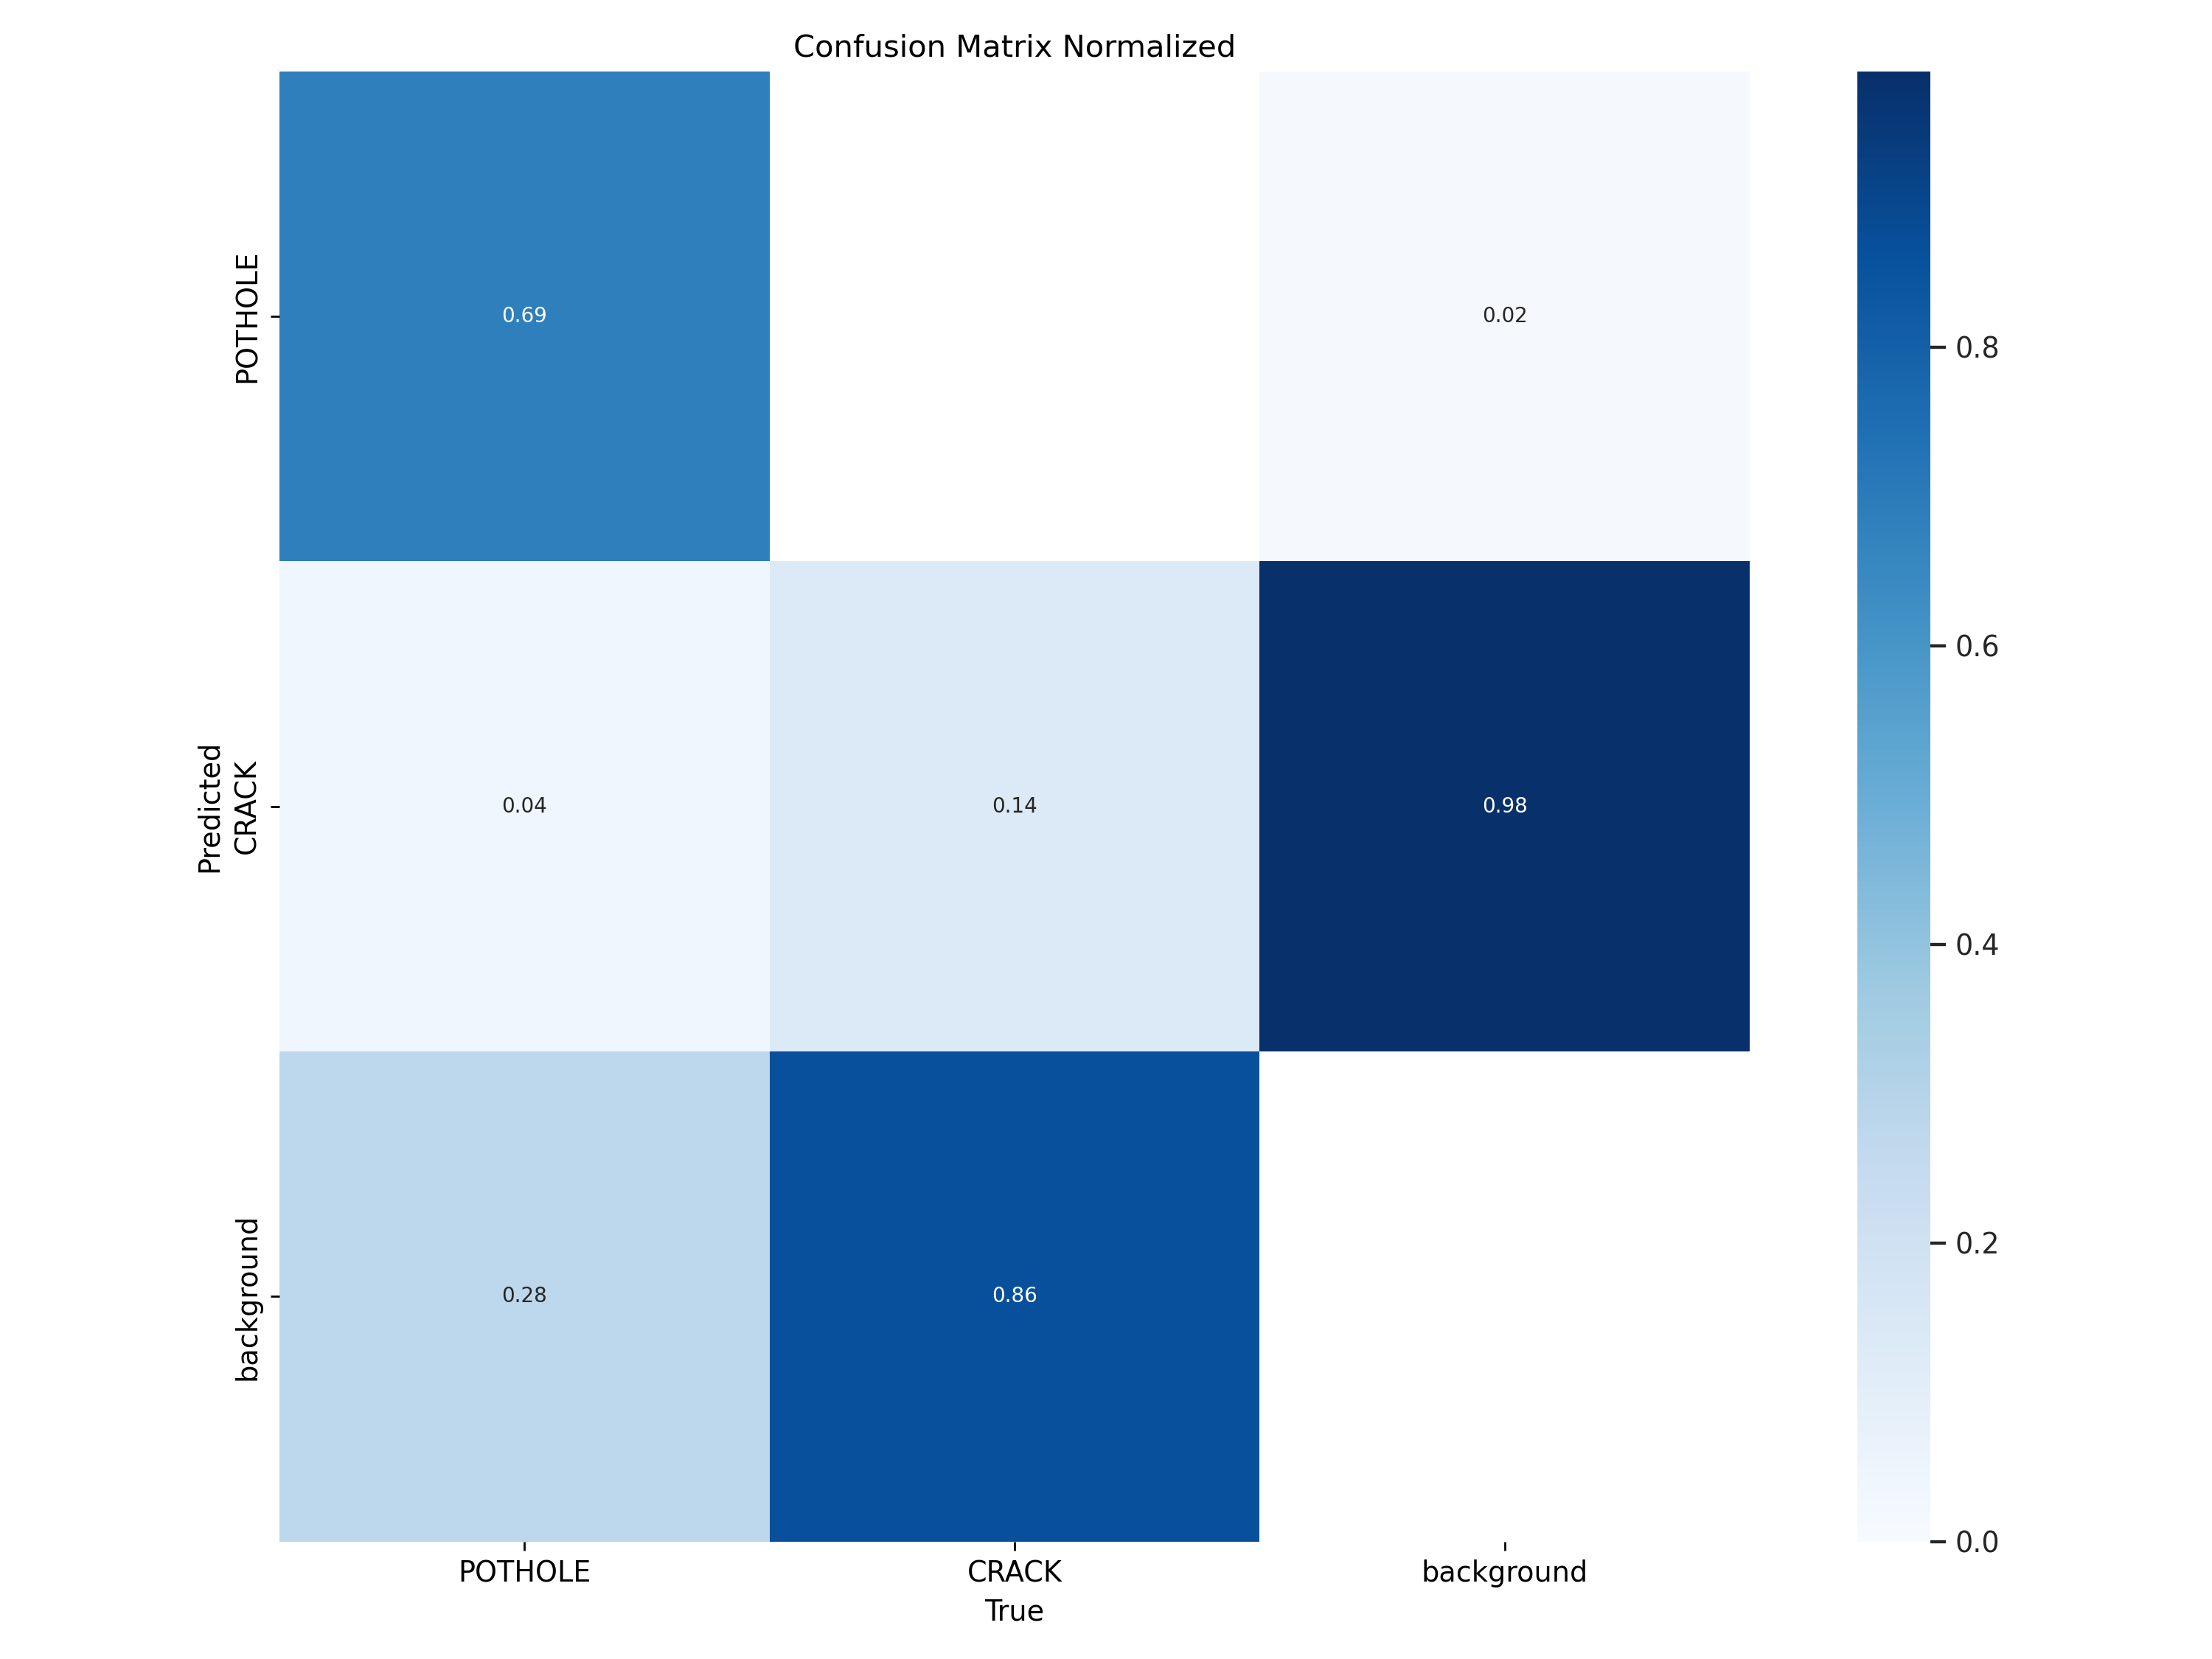 Confusion Matrix Normalized
POTHOLE
0.69
0.02
Predicted
CRACK
0.04
0.14
0.98
background
0.28
0.86
POTHOLE
CRACK
background
True
0.8
0.6
0.4
0.2
0.0